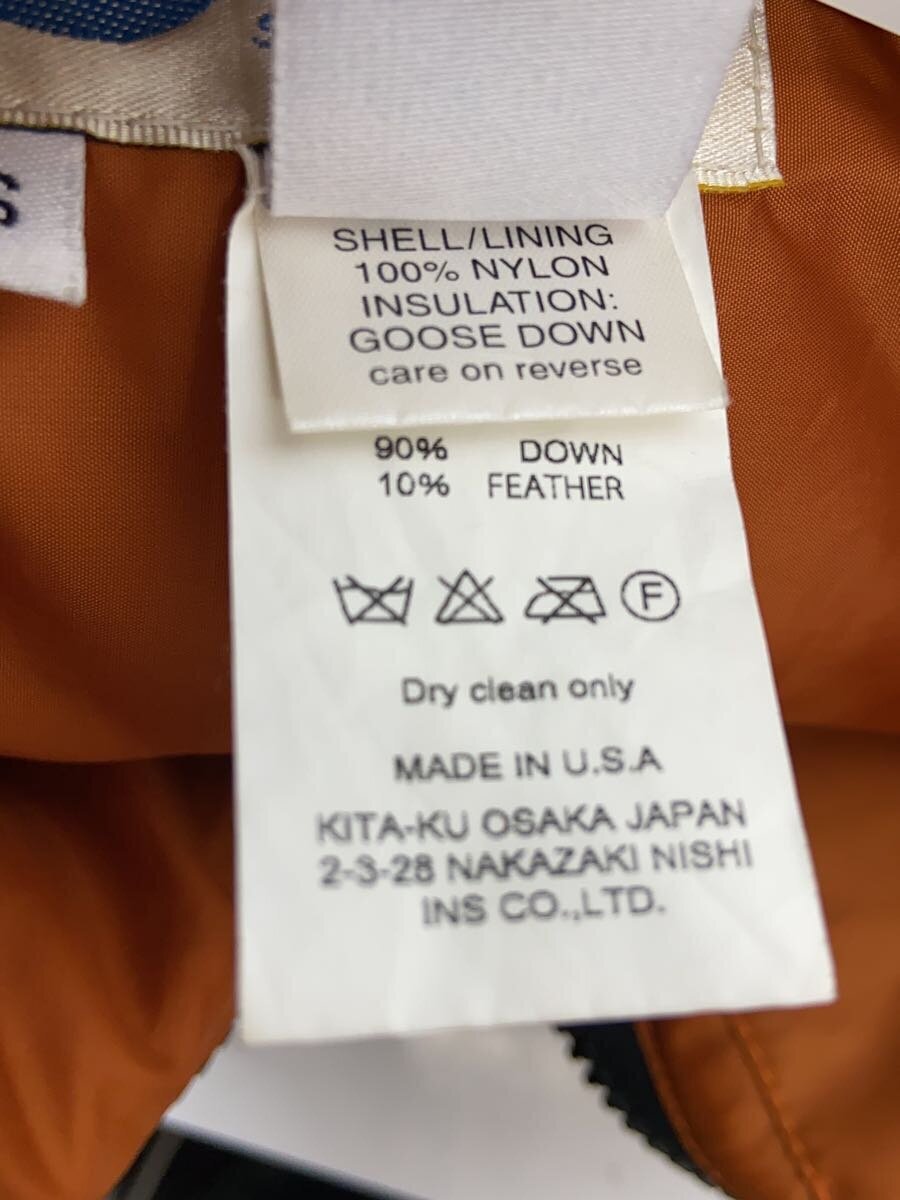 S
SHELL/LINING
100% NYLON
INSULATION:
GOOSE DOWN
care on reverse
90% DOWN
10% FEATHER
F
Dry clean only
MADE IN U.S.A
KITA-KU OSAKA JAPAN
2-3-28 NAKAZAKI NISHI
INS CO.,LTD.